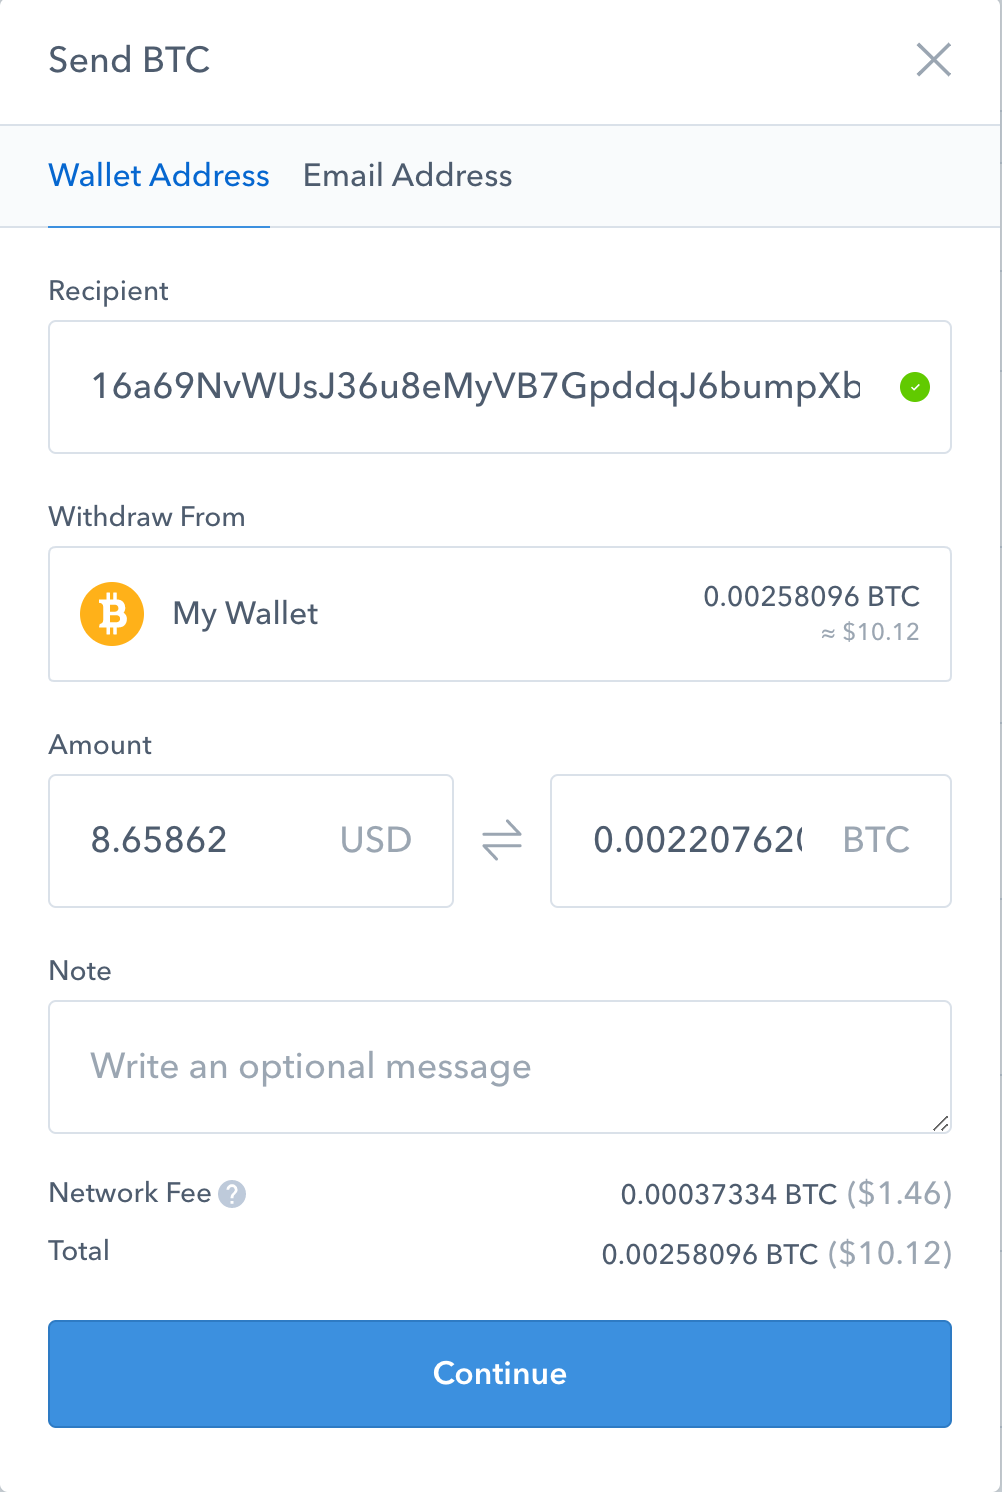 Send BTC
Wallet Address Email Address
Recipient
16a69NvWUsJ36u8eMyVB7GpddqJ6bumpXb
Withdraw From
My Wallet
0.00258096 BTC
≈ $10.12
Amount
8.65862 USD 0.002207620 BTC
Note
Write an optional message
Network Fee ? 0.00037334 BTC ($1.46)
Total 0.00258096 BTC ($10.12)
Continue